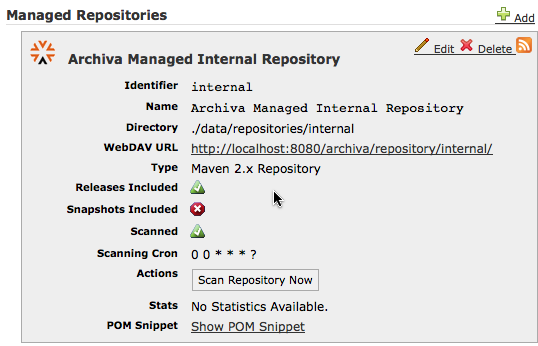 Managed Repositories
Add
Archiva Managed Internal Repository
Edit Delete
Identifier internal
Name Archiva Managed Internal Repository
Directory ./data/repositories/internal
WebDAV URL http://localhost:8080/archiva/repository/internal/
Type Maven 2.x Repository
Releases Included
Snapshots Included
Scanned
Scanning Cron 0 0 * * * ?
Actions Scan Repository Now
Stats No Statistics Available.
POM Snippet Show POM Snippet